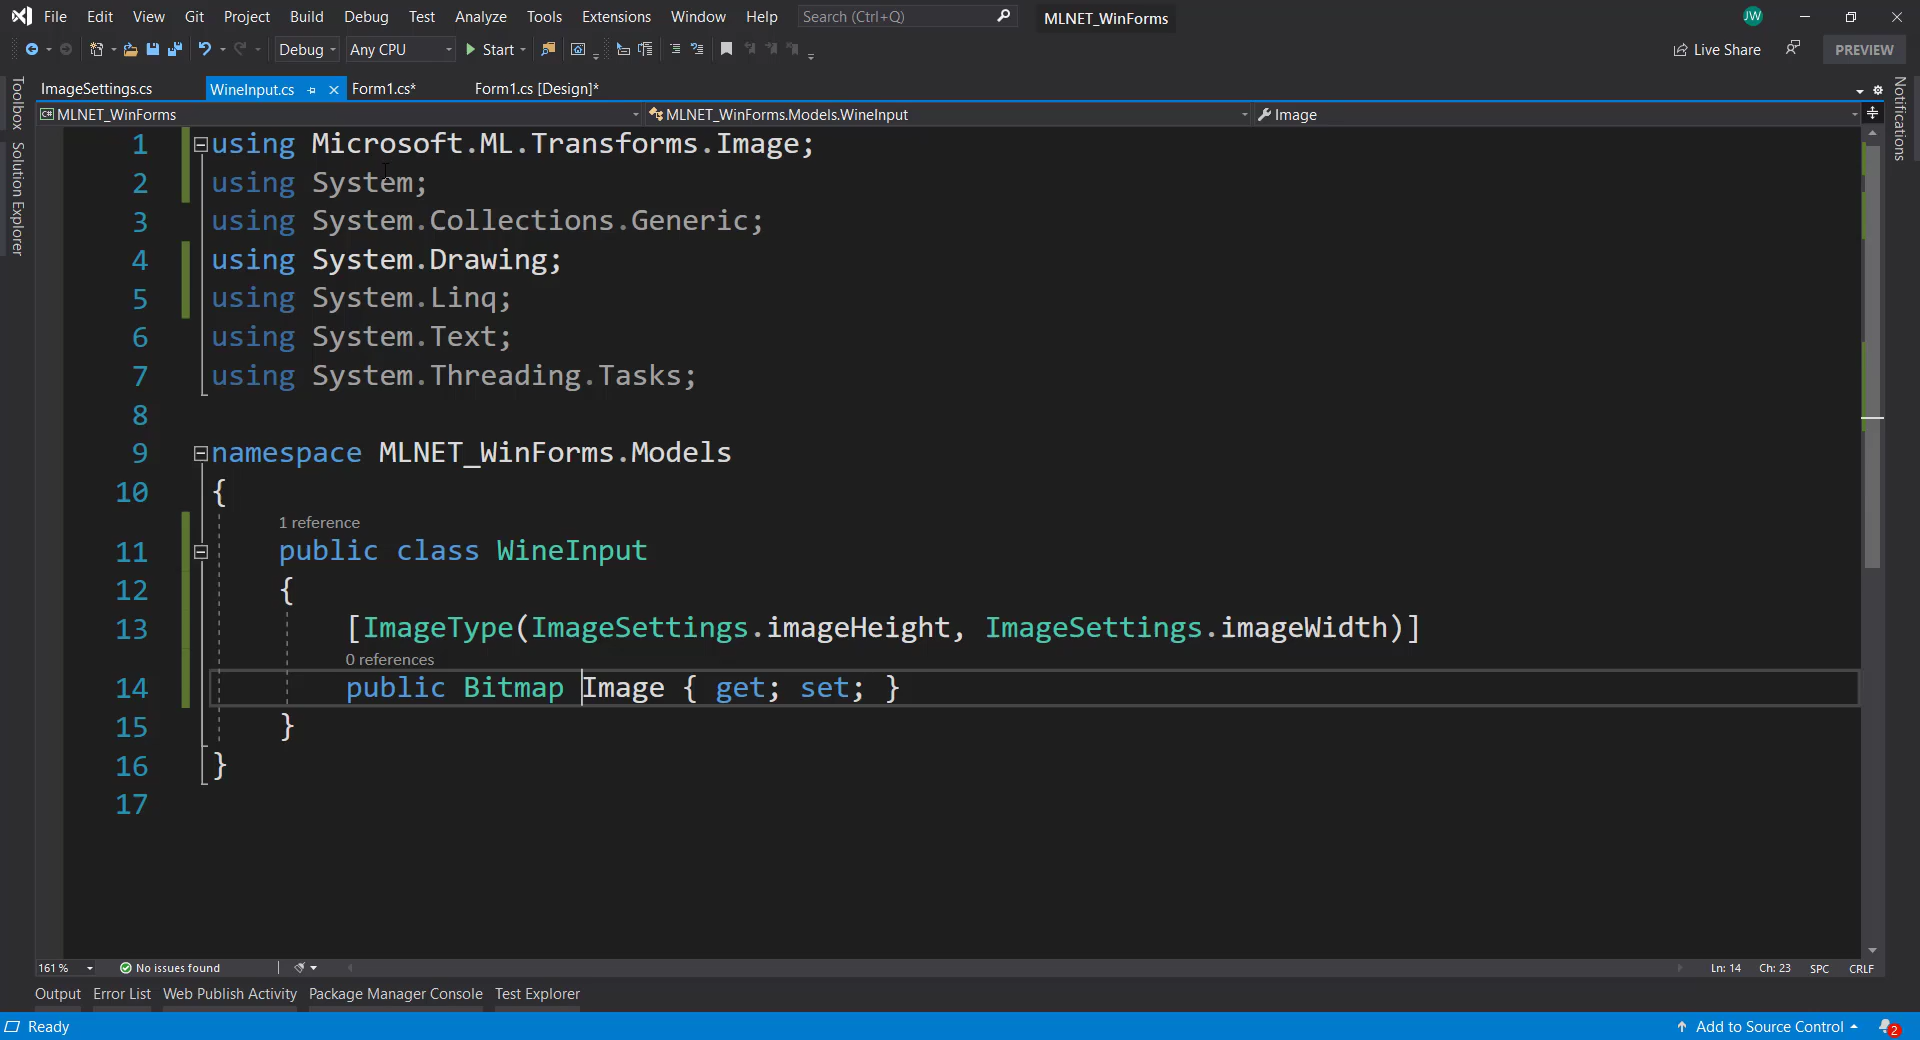 File Edit View Git Project Build Debug Test Analyze Tools Extensions Window Help Search (Ctrl+Q) MLNET_WinForms JW
Debug Any CPU Start Live Share PREVIEW
ImageSettings.cs WineInput.cs Form1.cs* Form1.cs [Design]*
MLNET_WinForms MLNET_WinForms.Models.WineInput Image
Toolbox
Solution Explorer
Notifications
1 using Microsoft.ML.Transforms.Image;
2 using System;
3 using System.Collections.Generic;
4 using System.Drawing;
5 using System.Linq;
6 using System.Text;
7 using System.Threading.Tasks;
8
9 namespace MLNET_WinForms.Models
10 {
1 reference
11 public class WineInput
12 {
13 [ImageType(ImageSettings.imageHeight, ImageSettings.imageWidth)]
0 references
14 public Bitmap Image { get; set; }
15 }
16 }
17
161 % No issues found Ln: 14 Ch: 23 SPC CRLF
Output Error List Web Publish Activity Package Manager Console Test Explorer
Ready Add to Source Control 2